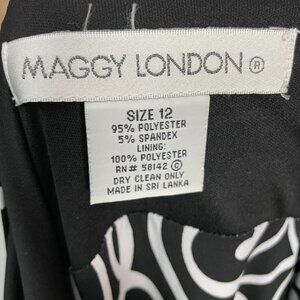 MAGGY LONDON ®
SIZE 12
95% POLYESTER
5% SPANDEX
LINING:
100% POLYESTER
RN# 58142 ©
DRY CLEAN ONLY
MADE IN SRI LANKA